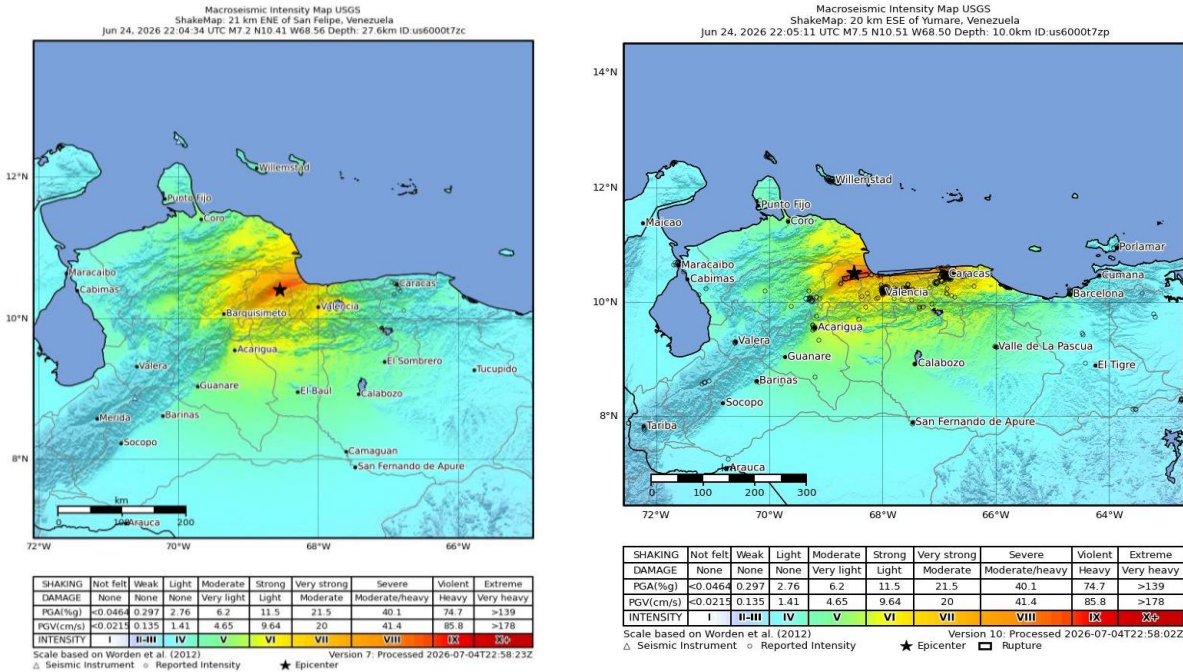 Macroseismic Intensity Map USGS
ShakeMap: 21 km ENE of San Felipe, Venezuela
Jun 24, 2026 22:04:34 UTC M7.2 N10.41 W68.56 Depth: 27.6km ID:us6000t7zc
12°N
10°N
8°N
72°W
70°W
68°W
66°W
Willemstad
Punto Fijo
Coro
Maracaibo
Cabimas
Caracas
Valencia
Barquisimeto
Acarigua
El Sombrero
Valera
Tucupido
Guanare
El Baul
Calabozo
Merida
Barinas
Socopo
Camaguan
San Fernando de Apure
km
0
100
200
Arauca
SHAKING Not felt Weak Light Moderate Strong Very strong Severe Violent Extreme
DAMAGE None None None Very light Light Moderate Moderate/heavy Heavy Very heavy
PGA(%g) <0.0464 0.297 2.76 6.2 11.5 21.5 40.1 74.7 >139
PGV(cm/s) <0.0215 0.135 1.41 4.65 9.64 20 41.4 85.8 >178
INTENSITY I II-III IV V VI VII VIII IX X+
Scale based on Worden et al. (2012) Version 7: Processed 2026-07-04T22:58:23Z
△ Seismic Instrument ○ Reported Intensity ★ Epicenter
Macroseismic Intensity Map USGS
ShakeMap: 20 km ESE of Yumare, Venezuela
Jun 24, 2026 22:05:11 UTC M7.5 N10.51 W68.50 Depth: 10.0km ID:us6000t7zp
14°N
12°N
10°N
8°N
72°W
70°W
68°W
66°W
64°W
Willemstad
Punto Fijo
Maicao
Coro
Porlamar
Maracaibo
Cabimas
Caracas
Cumana
Valencia
Barcelona
Acarigua
Valera
Guanare
Valle de La Pascua
Calabozo
El Tigre
Barinas
Socopo
San Fernando de Apure
Tariba
Arauca
km
0
100
200
300
SHAKING Not felt Weak Light Moderate Strong Very strong Severe Violent Extreme
DAMAGE None None None Very light Light Moderate Moderate/heavy Heavy Very heavy
PGA(%g) <0.0464 0.297 2.76 6.2 11.5 21.5 40.1 74.7 >139
PGV(cm/s) <0.0215 0.135 1.41 4.65 9.64 20 41.4 85.8 >178
INTENSITY I II-III IV V VI VII VIII IX X+
Scale based on Worden et al. (2012) Version 10: Processed 2026-07-04T22:58:02Z
△ Seismic Instrument ○ Reported Intensity ★ Epicenter Rupture